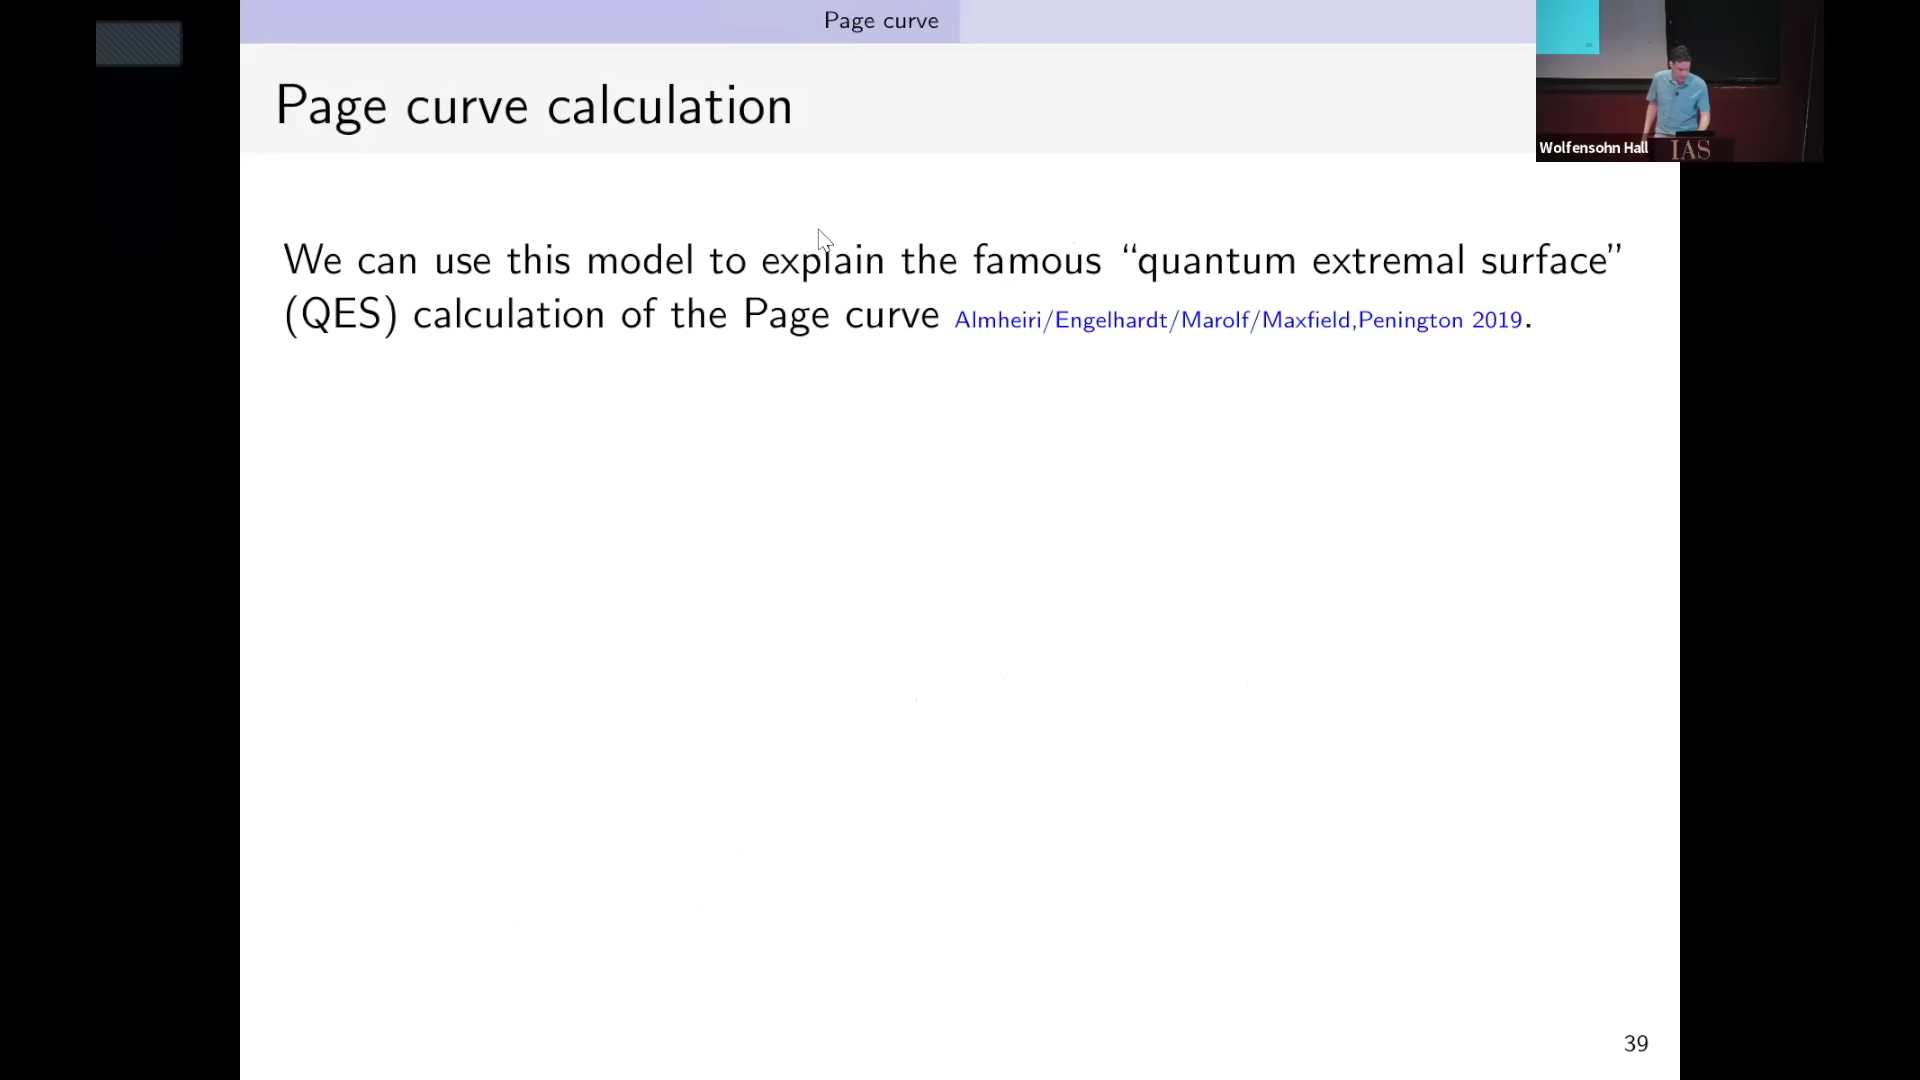 Page curve
Page curve calculation
Wolfensohn Hall
IAS
We can use this model to explain the famous “quantum extremal surface”
(QES) calculation of the Page curve Almheiri/Engelhardt/Marolf/Maxfield,Penington 2019.
39